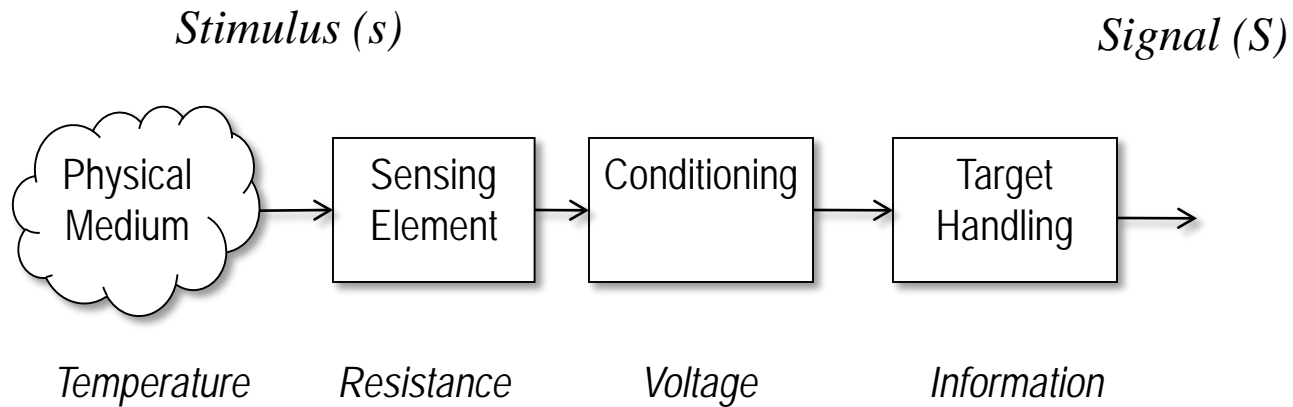 Stimulus (s)
Signal (S)
Physical
Medium
Sensing
Element
Conditioning
Target
Handling
Temperature
Resistance
Voltage
Information